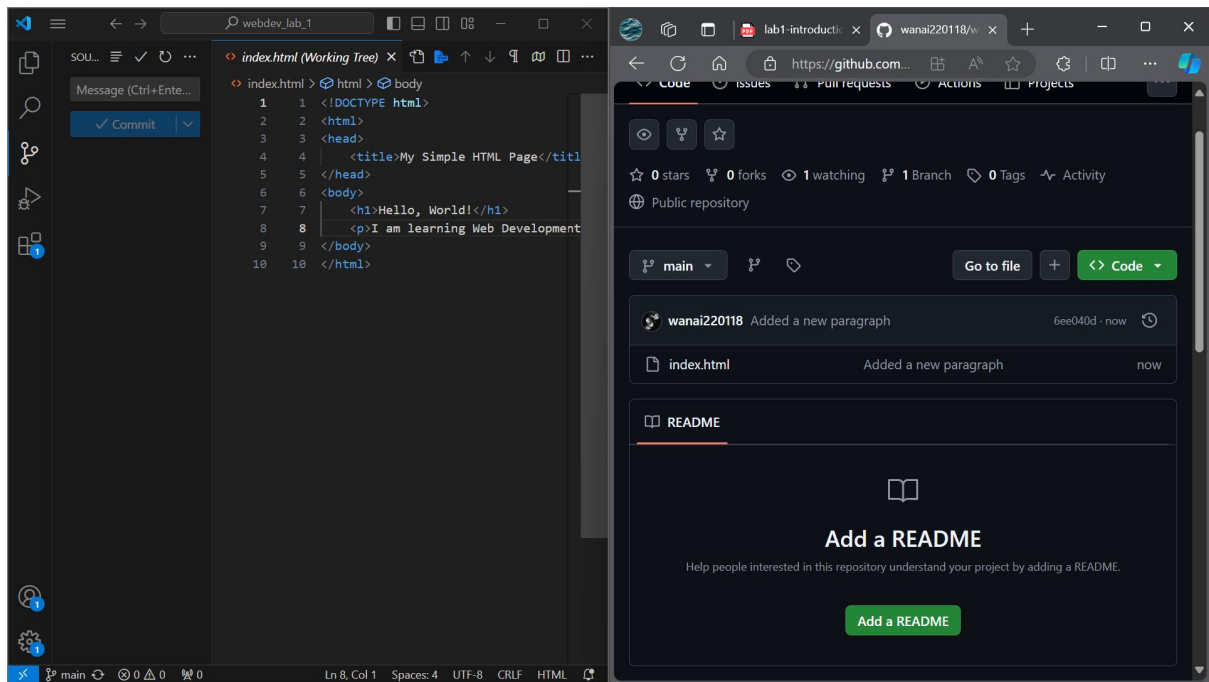 webdev_lab_1
SOU...
Message (Ctrl+Ente...
Commit
1
1
1
index.html (Working Tree)
index.html > html > body
1 1 <!DOCTYPE html>
2 2 <html>
3 3 <head>
4 4 <title>My Simple HTML Page</titl
5 5 </head>
6 6 <body>
7 7 <h1>Hello, World!</h1>
8 8 <p>I am learning Web Development
9 9 </body>
10 10 </html>
main 0 0 0 Ln 8, Col 1 Spaces: 4 UTF-8 CRLF HTML
lab1-introductic wanai220118/w
https://github.com...
Code Issues Pull requests Actions Projects
0 stars 0 forks 1 watching 1 Branch 0 Tags Activity
Public repository
main Go to file Code
wanai220118 Added a new paragraph 6ee040d · now
index.html Added a new paragraph now
README
Add a README
Help people interested in this repository understand your project by adding a README.
Add a README